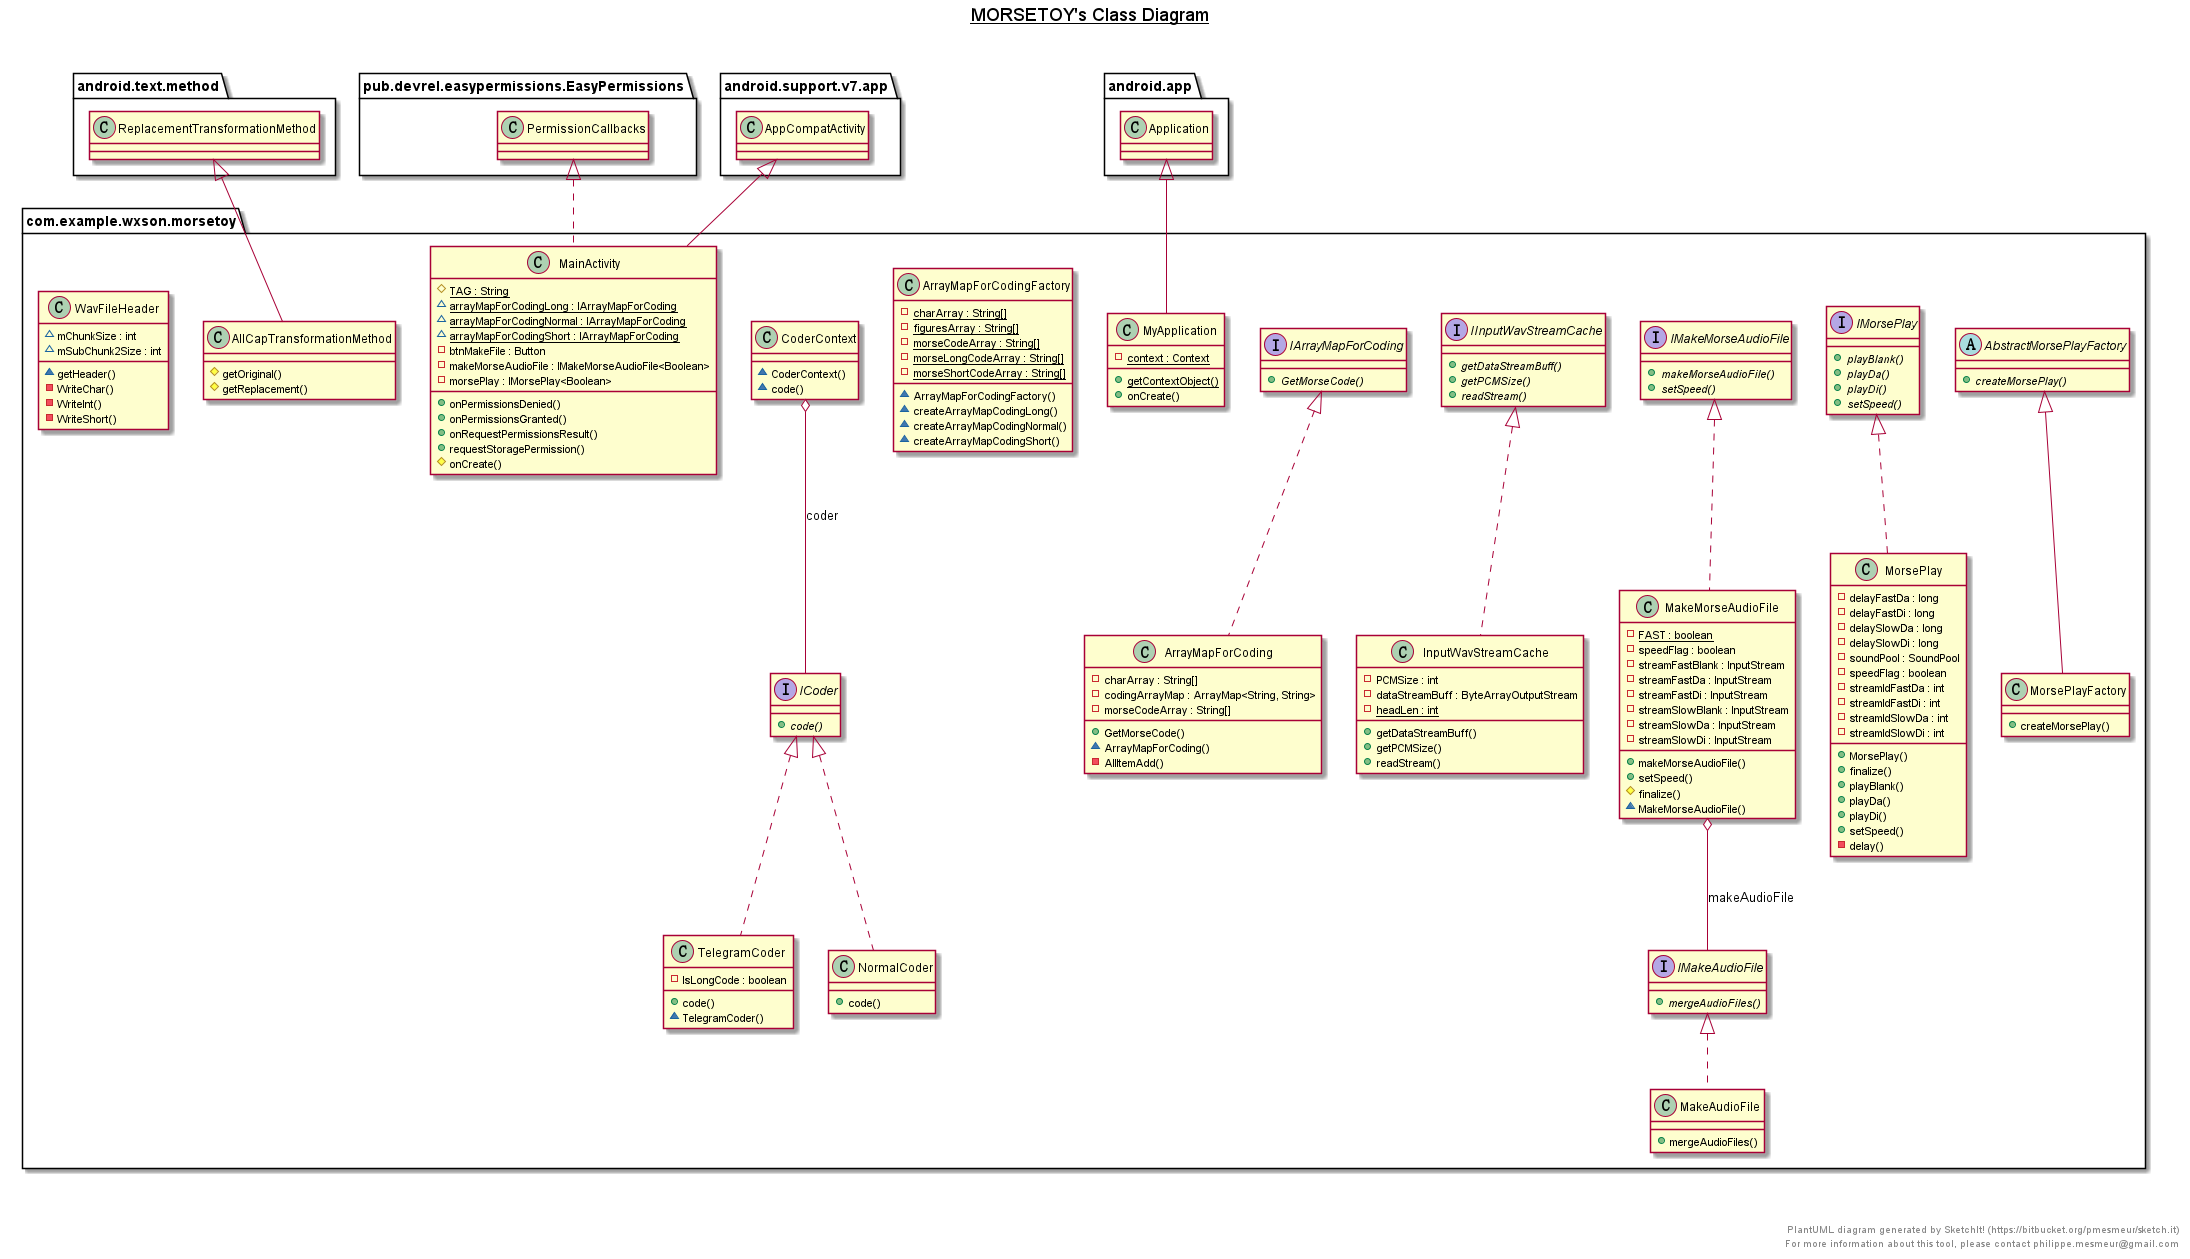 MORSETOY's Class Diagram
android.text.method
C ReplacementTransformationMethod
pub.devrel.easypermissions.EasyPermissions
C PermissionCallbacks
android.support.v7.app
C AppCompatActivity
android.app
C Application
com.example.wxson.morsetoy
C WavFileHeader
mChunkSize : int
mSubChunk2Size : int
getHeader()
WriteChar()
WriteInt()
WriteShort()
C AllCapTransformationMethod
getOriginal()
getReplacement()
C MainActivity
TAG : String
arrayMapForCodingLong : IArrayMapForCoding
arrayMapForCodingNormal : IArrayMapForCoding
arrayMapForCodingShort : IArrayMapForCoding
btnMakeFile : Button
makeMorseAudioFile : IMakeMorseAudioFile<Boolean>
morsePlay : IMorsePlay<Boolean>
onPermissionsDenied()
onPermissionsGranted()
onRequestPermissionsResult()
requestStoragePermission()
onCreate()
C CoderContext
CoderContext()
code()
C ArrayMapForCodingFactory
charArray : String[]
figuresArray : String[]
morseCodeArray : String[]
morseLongCodeArray : String[]
morseShortCodeArray : String[]
ArrayMapForCodingFactory()
createArrayMapCodingLong()
createArrayMapCodingNormal()
createArrayMapCodingShort()
C MyApplication
context : Context
getContextObject()
onCreate()
I IArrayMapForCoding
GetMorseCode()
I IInputWavStreamCache
getDataStreamBuff()
getPCMSize()
readStream()
I IMakeMorseAudioFile
makeMorseAudioFile()
setSpeed()
I IMorsePlay
playBlank()
playDa()
playDi()
setSpeed()
A AbstractMorsePlayFactory
createMorsePlay()
coder
I ICoder
code()
C ArrayMapForCoding
charArray : String[]
codingArrayMap : ArrayMap<String, String>
morseCodeArray : String[]
GetMorseCode()
ArrayMapForCoding()
AllItemAdd()
C InputWavStreamCache
PCMSize : int
dataStreamBuff : ByteArrayOutputStream
headLen : int
getDataStreamBuff()
getPCMSize()
readStream()
C MakeMorseAudioFile
FAST : boolean
speedFlag : boolean
streamFastBlank : InputStream
streamFastDa : InputStream
streamFastDi : InputStream
streamSlowBlank : InputStream
streamSlowDa : InputStream
streamSlowDi : InputStream
makeMorseAudioFile()
setSpeed()
finalize()
MakeMorseAudioFile()
C MorsePlay
delayFastDa : long
delayFastDi : long
delaySlowDa : long
delaySlowDi : long
soundPool : SoundPool
speedFlag : boolean
streamIdFastDa : int
streamIdFastDi : int
streamIdSlowDa : int
streamIdSlowDi : int
MorsePlay()
finalize()
playBlank()
playDa()
playDi()
setSpeed()
delay()
C MorsePlayFactory
createMorsePlay()
makeAudioFile
C TelegramCoder
IsLongCode : boolean
code()
TelegramCoder()
C NormalCoder
code()
I IMakeAudioFile
mergeAudioFiles()
C MakeAudioFile
mergeAudioFiles()
PlantUML diagram generated by SketchIt! (https://bitbucket.org/pmesmeur/sketch.it)
For more information about this tool, please contact philippe.mesmeur@gmail.com